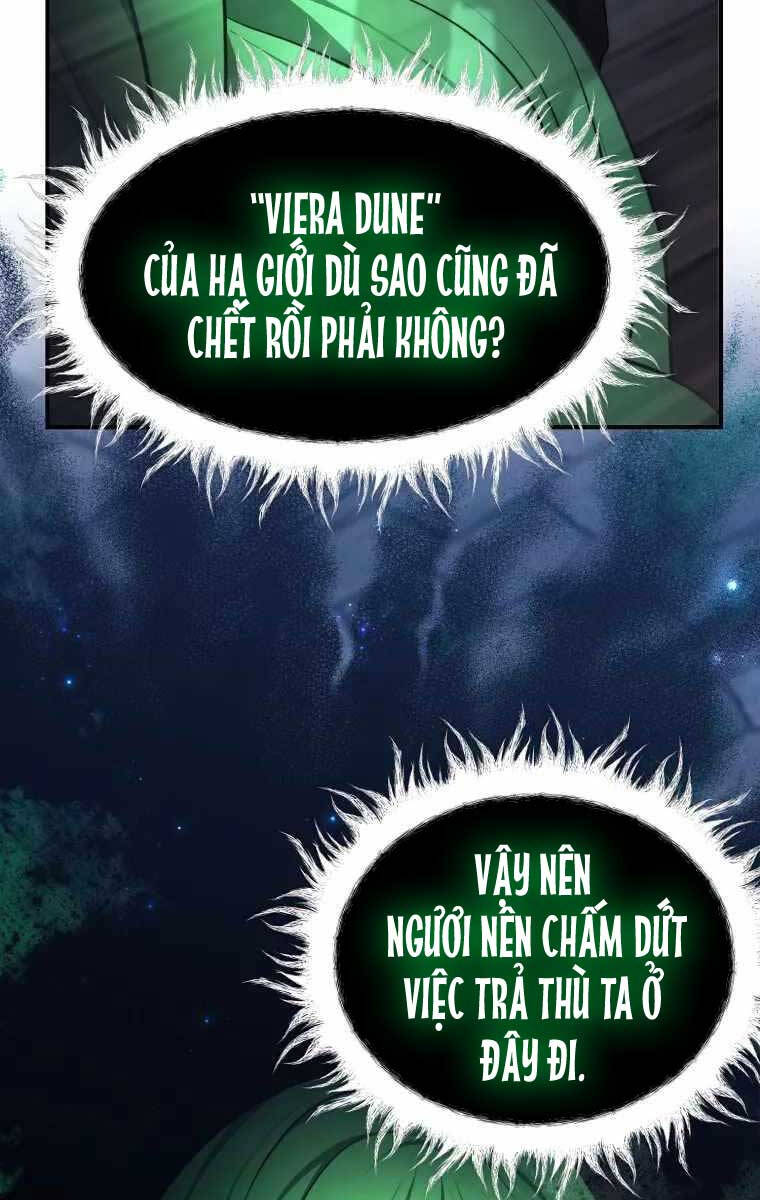 “VIERA DUNE”
CỦA HẠ GIỚI DÙ SAO CŨNG ĐÃ
CHẾT RỒI PHẢI KHÔNG?
VẬY NÊN
NGƯƠI NÊN CHẤM DỨT
VIỆC TRẢ THÙ TA Ở
ĐÂY ĐI.